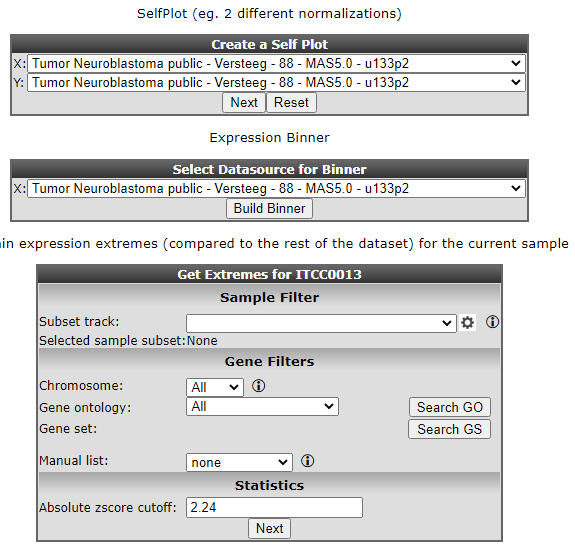 SelfPlot (eg. 2 different normalizations)
Create a Self Plot
X: Tumor Neuroblastoma public - Versteeg - 88 - MAS5.0 - u133p2
Y: Tumor Neuroblastoma public - Versteeg - 88 - MAS5.0 - u133p2
Next Reset
Expression Binner
Select Datasource for Binner
X: Tumor Neuroblastoma public - Versteeg - 88 - MAS5.0 - u133p2
Build Binner
expression extremes (compared to the rest of the dataset) for the current sample
Get Extremes for ITCC0013
Sample Filter
Subset track:
Selected sample subset:None
Gene Filters
Chromosome: All
Gene ontology: All Search GO
Gene set: Search GS
Manual list: none
Statistics
Absolute zscore cutoff: 2.24
Next